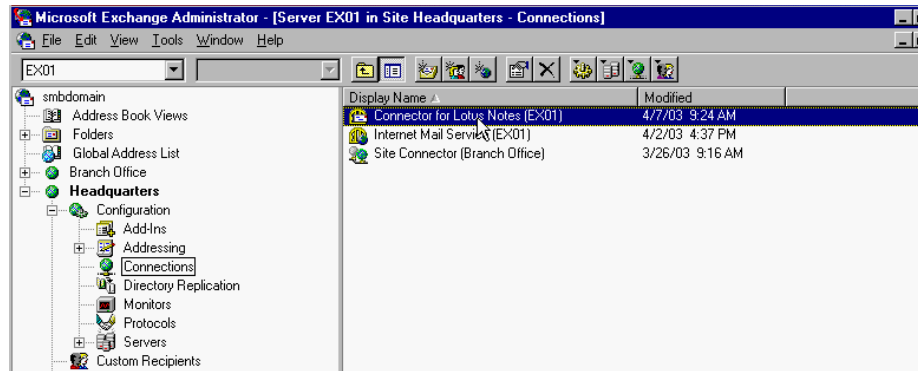 Microsoft Exchange Administrator - [Server EX01 in Site Headquarters - Connections]
File Edit View Tools Window Help
EX01
smbdomain
Address Book Views
Folders
Global Address List
Branch Office
Headquarters
Configuration
Add-Ins
Addressing
Connections
Directory Replication
Monitors
Protocols
Servers
Custom Recipients
Display Name Modified
Connector for Lotus Notes (EX01) 4/7/03 9:24 AM
Internet Mail Service (EX01) 4/2/03 4:37 PM
Site Connector (Branch Office) 3/26/03 9:16 AM